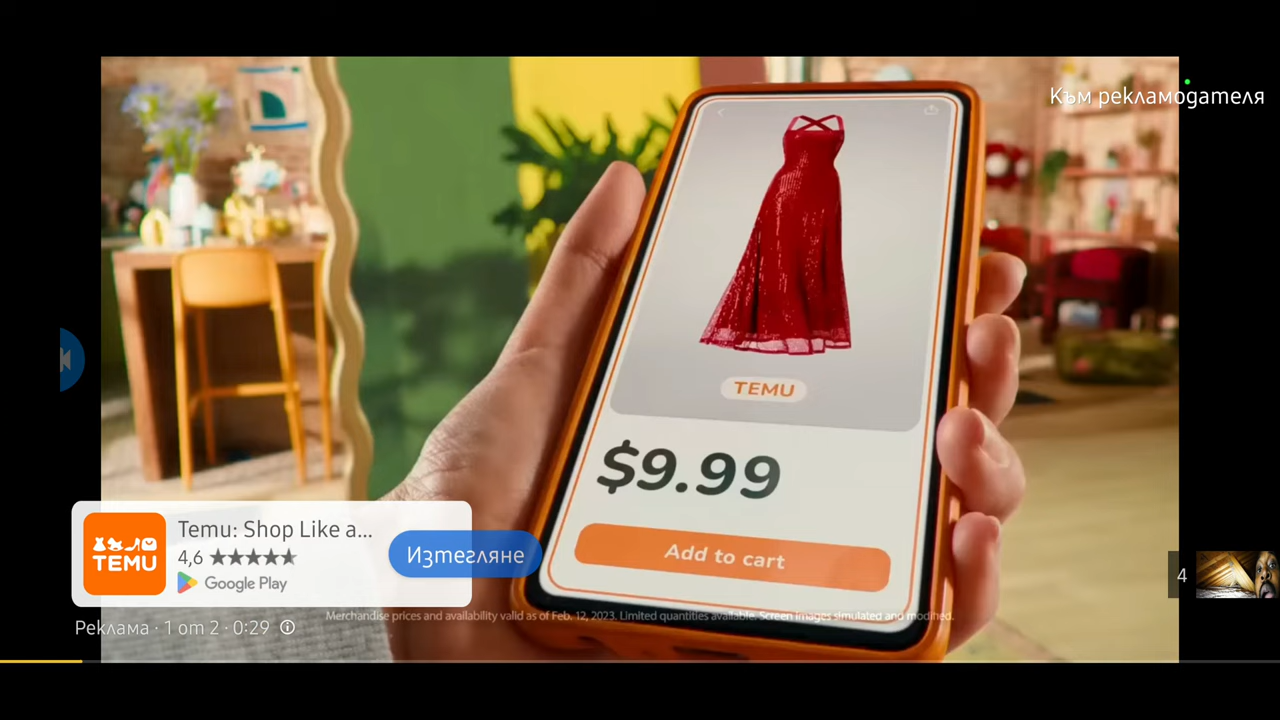 Към рекламодателя
TEMU
$9.99
Add to cart
Temu: Shop Like a...
TEMU
4,6
Google Play
Изтегляне
Merchandise prices and availability valid as of Feb. 12, 2023. Limited quantities available. Screen images simulated and modified.
Реклама · 1 от 2 · 0:29
4